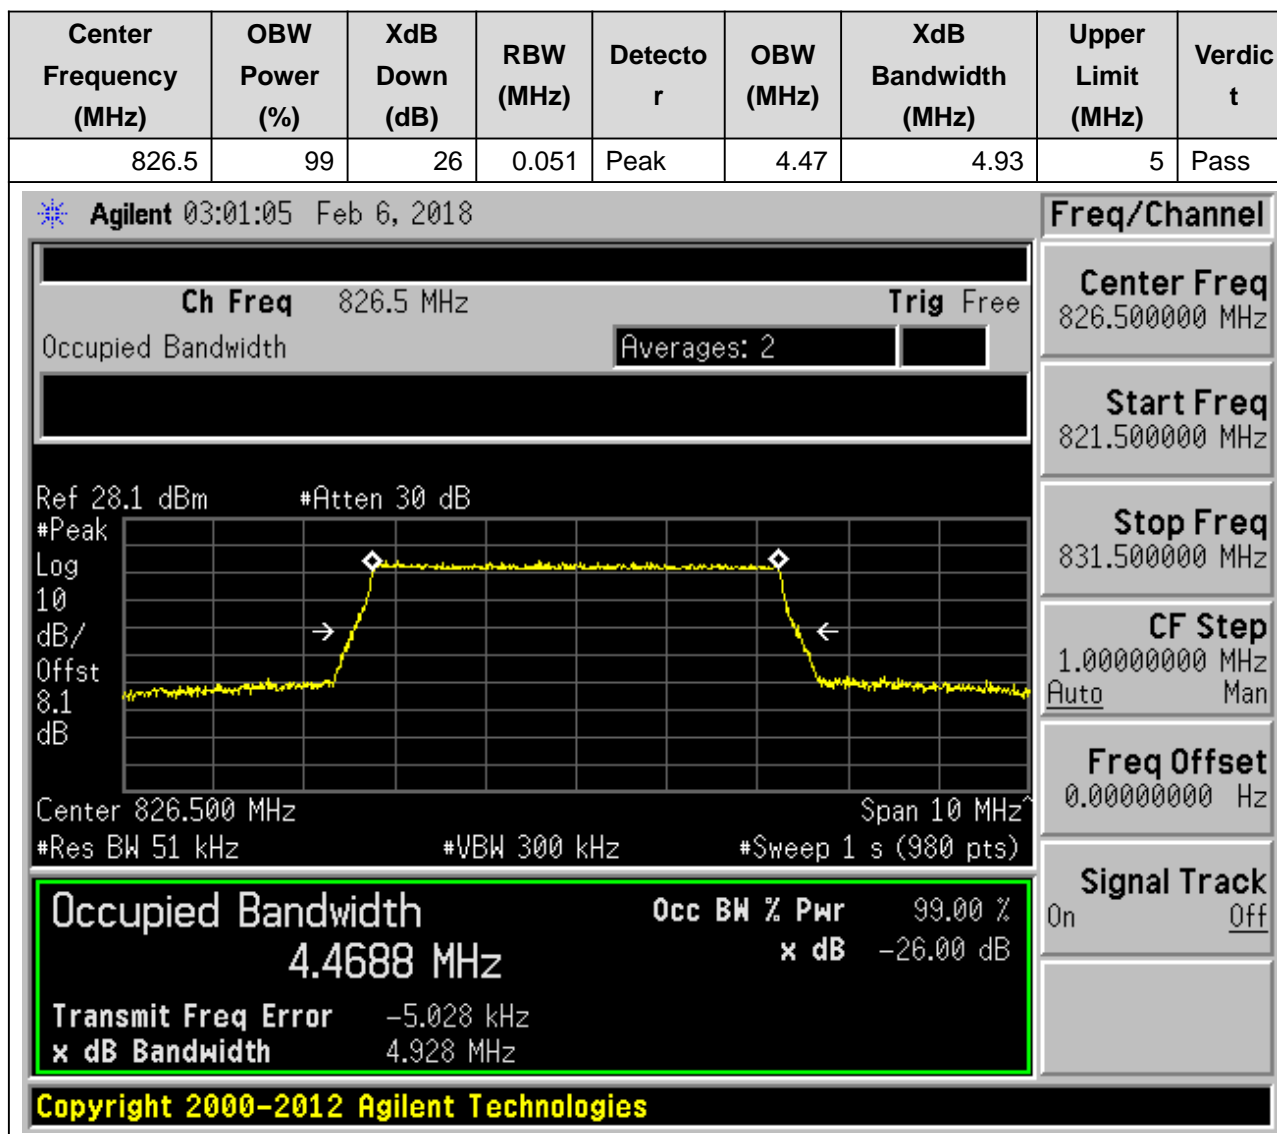 Center Frequency (MHz) OBW Power (%) XdB Down (dB) RBW (MHz) Detector OBW (MHz) XdB Bandwidth (MHz) Upper Limit (MHz) Verdict
826.5 99 26 0.051 Peak 4.47 4.93 5 Pass
Agilent 03:01:05 Feb 6, 2018
Ch Freq 826.5 MHz Trig Free
Occupied Bandwidth Averages: 2
Ref 28.1 dBm #Atten 30 dB
#Peak
Log
10
dB/
Offst
8.1
dB
Center 826.500 MHz Span 10 MHz^
#Res BW 51 kHz #VBW 300 kHz #Sweep 1 s (980 pts)
Occupied Bandwidth Occ BW % Pwr 99.00 %
4.4688 MHz x dB -26.00 dB
Transmit Freq Error -5.028 kHz
x dB Bandwidth 4.928 MHz
Copyright 2000-2012 Agilent Technologies
Freq/Channel
Center Freq
826.500000 MHz
Start Freq
821.500000 MHz
Stop Freq
831.500000 MHz
CF Step
1.00000000 MHz
Auto Man
Freq Offset
0.00000000 Hz
Signal Track
On Off